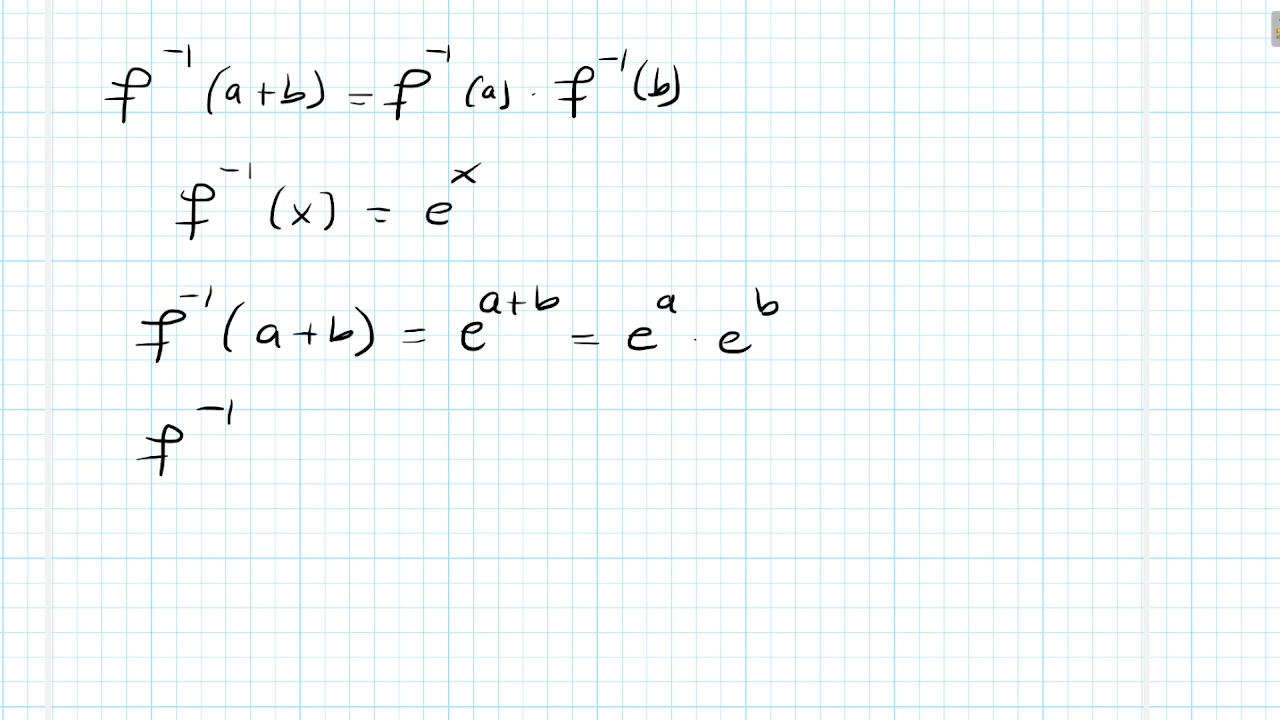 f⁻¹(a+b) = f⁻¹(a) · f⁻¹(b)
f⁻¹(x) = eˣ
f⁻¹(a+b) = eᵃ⁺ᵇ = eᵃ · eᵇ
f⁻¹